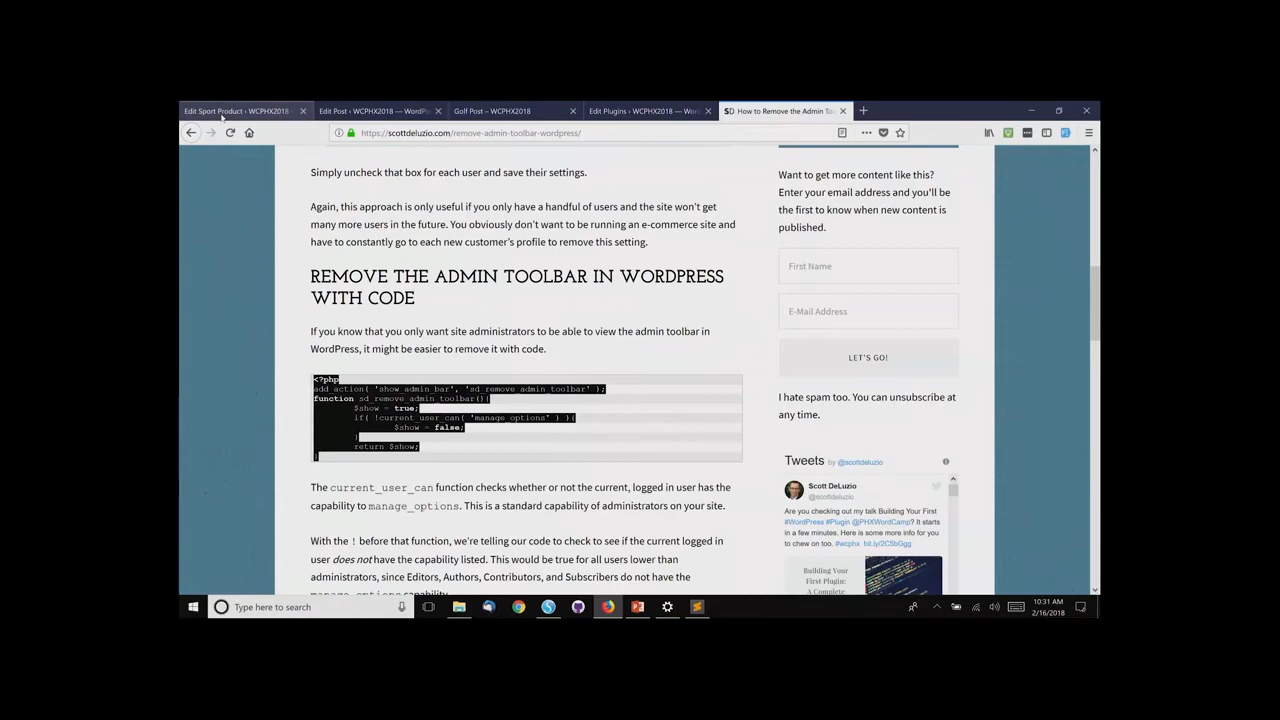 Edit Sport Product ‹ WCPHX2018
Edit Post ‹ WCPHX2018 — WordPr
Golf Post – WCPHX2018
Edit Plugins ‹ WCPHX2018 — Wor
SD How to Remove the Admin To
https://scottdeluzio.com/remove-admin-toolbar-wordpress/
Simply uncheck that box for each user and save their settings.
Again, this approach is only useful if you only have a handful of users and the site won't get
many more users in the future. You obviously don't want to be running an e-commerce site and
have to constantly go to each new customer's profile to remove this setting.
REMOVE THE ADMIN TOOLBAR IN WORDPRESS
WITH CODE
If you know that you only want site administrators to be able to view the admin toolbar in
WordPress, it might be easier to remove it with code.
<?php
add_action( 'show_admin_bar', 'sd_remove_admin_toolbar' );
function sd_remove_admin_toolbar(){
$show = true;
if( !current_user_can( 'manage_options' ) ){
$show = false;
}
return $show;
}
The current_user_can function checks whether or not the current, logged in user has the
capability to manage_options. This is a standard capability of administrators on your site.
With the ! before that function, we're telling our code to check to see if the current logged in
user does not have the capability listed. This would be true for all users lower than
administrators, since Editors, Authors, Contributors, and Subscribers do not have the
manage_options capability.
Want to get more content like this?
Enter your email address and you'll be
the first to know when new content is
published.
First Name
E-Mail Address
LET'S GO!
I hate spam too. You can unsubscribe at
any time.
Tweets by @scottdeluzio
Scott DeLuzio
@scottdeluzio
Are you checking out my talk Building Your First
#WordPress #Plugin @PHXWordCamp? It starts
in a few minutes. Here is some more info for you
to chew on too. #wcphx bit.ly/2C5bGgg
Building Your
First Plugin:
A Complete
Type here to search
10:31 AM
2/16/2018